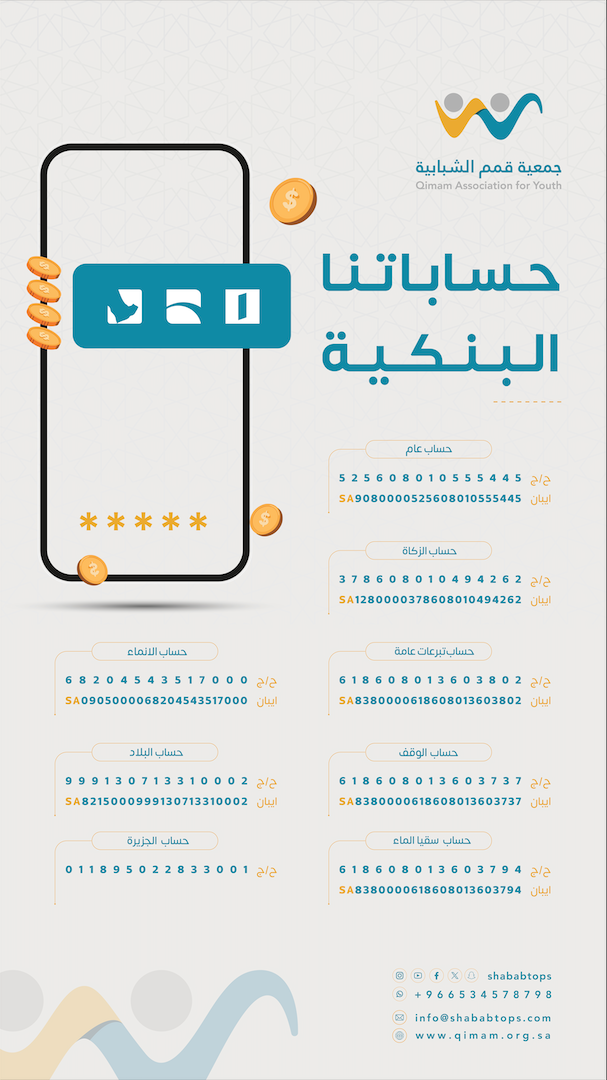 جمعية قمم الشبابية
Qimam Association for Youth
حساباتنا
البنكية
حساب عام
ح/ج 525608010555445
ايبان SA9080000525608010555445
حساب الزكاة
ح/ج 378608010494262
ايبان SA1280000378608010494262
حساب تبرعات عامة
ح/ج 618608013603802
ايبان SA8380000618608013603802
حساب الوقف
ح/ج 618608013603737
ايبان SA8380000618608013603737
حساب سقيا الماء
ح/ج 618608013603794
ايبان SA8380000618608013603794
حساب الانماء
ح/ج 68204543517000
ايبان SA0905000068204543517000
حساب البلاد
ح/ج 999130713310002
ايبان SA8215000999130713310002
حساب الجزيرة
ح/ج 011895022833001
*****
shababtops
+966534578798
info@shababtops.com
www.qimam.org.sa